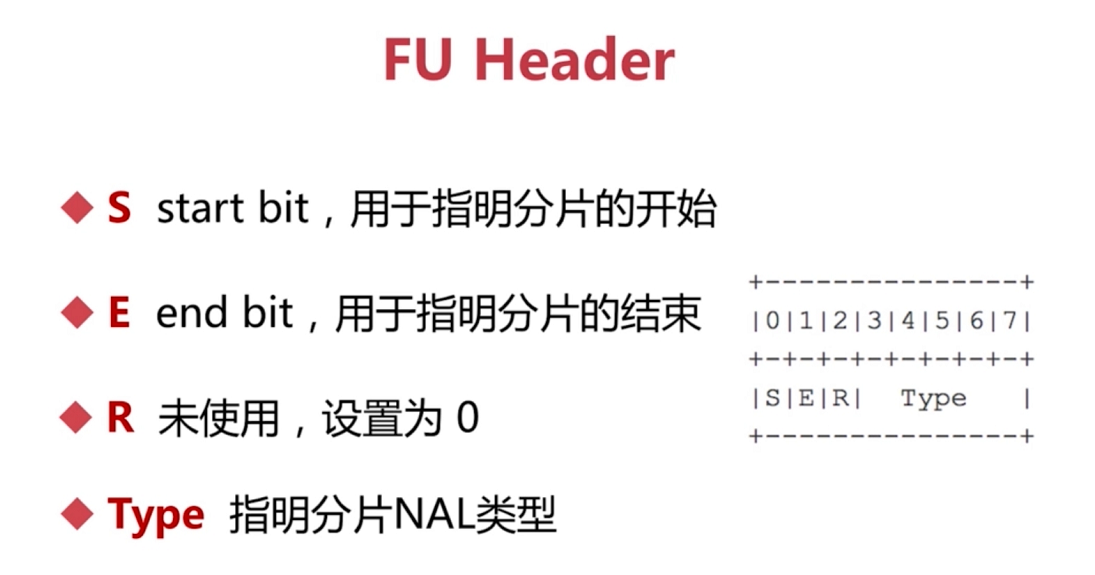 FU Header
◆ S start bit，用于指明分片的开始
◆ E end bit，用于指明分片的结束
◆ R 未使用，设置为 0
◆ Type 指明分片NAL类型
+---------------+
|0|1|2|3|4|5|6|7|
+-+-+-+-+-+-+-+-+
|S|E|R|  Type   |
+---------------+